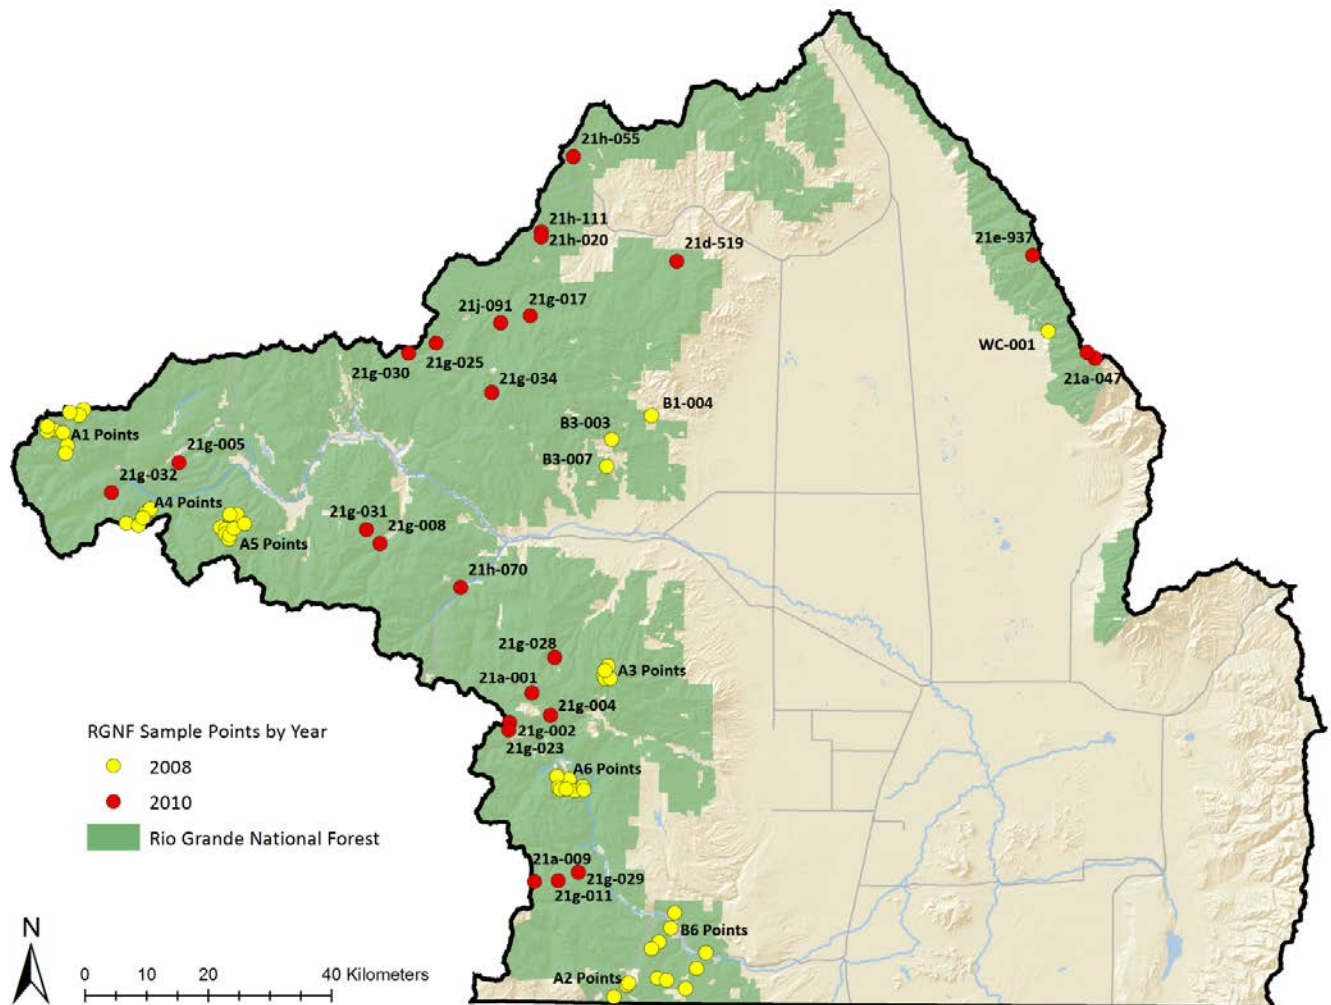 21h-055
21h-111
21h-020
21d-519
21e-937
21j-091
21g-017
21g-025
21g-030
WC-001
21a-047
21g-034
B1-004
B3-003
A1 Points
21g-005
B3-007
21g-032
A4 Points
21g-031
21g-008
A5 Points
21h-070
21g-028
A3 Points
21a-001
21g-004
21g-002
21g-023
RGNF Sample Points by Year
2008
2010
Rio Grande National Forest
A6 Points
21a-009
21g-029
21g-011
B6 Points
A2 Points
N
0 10 20 40 Kilometers